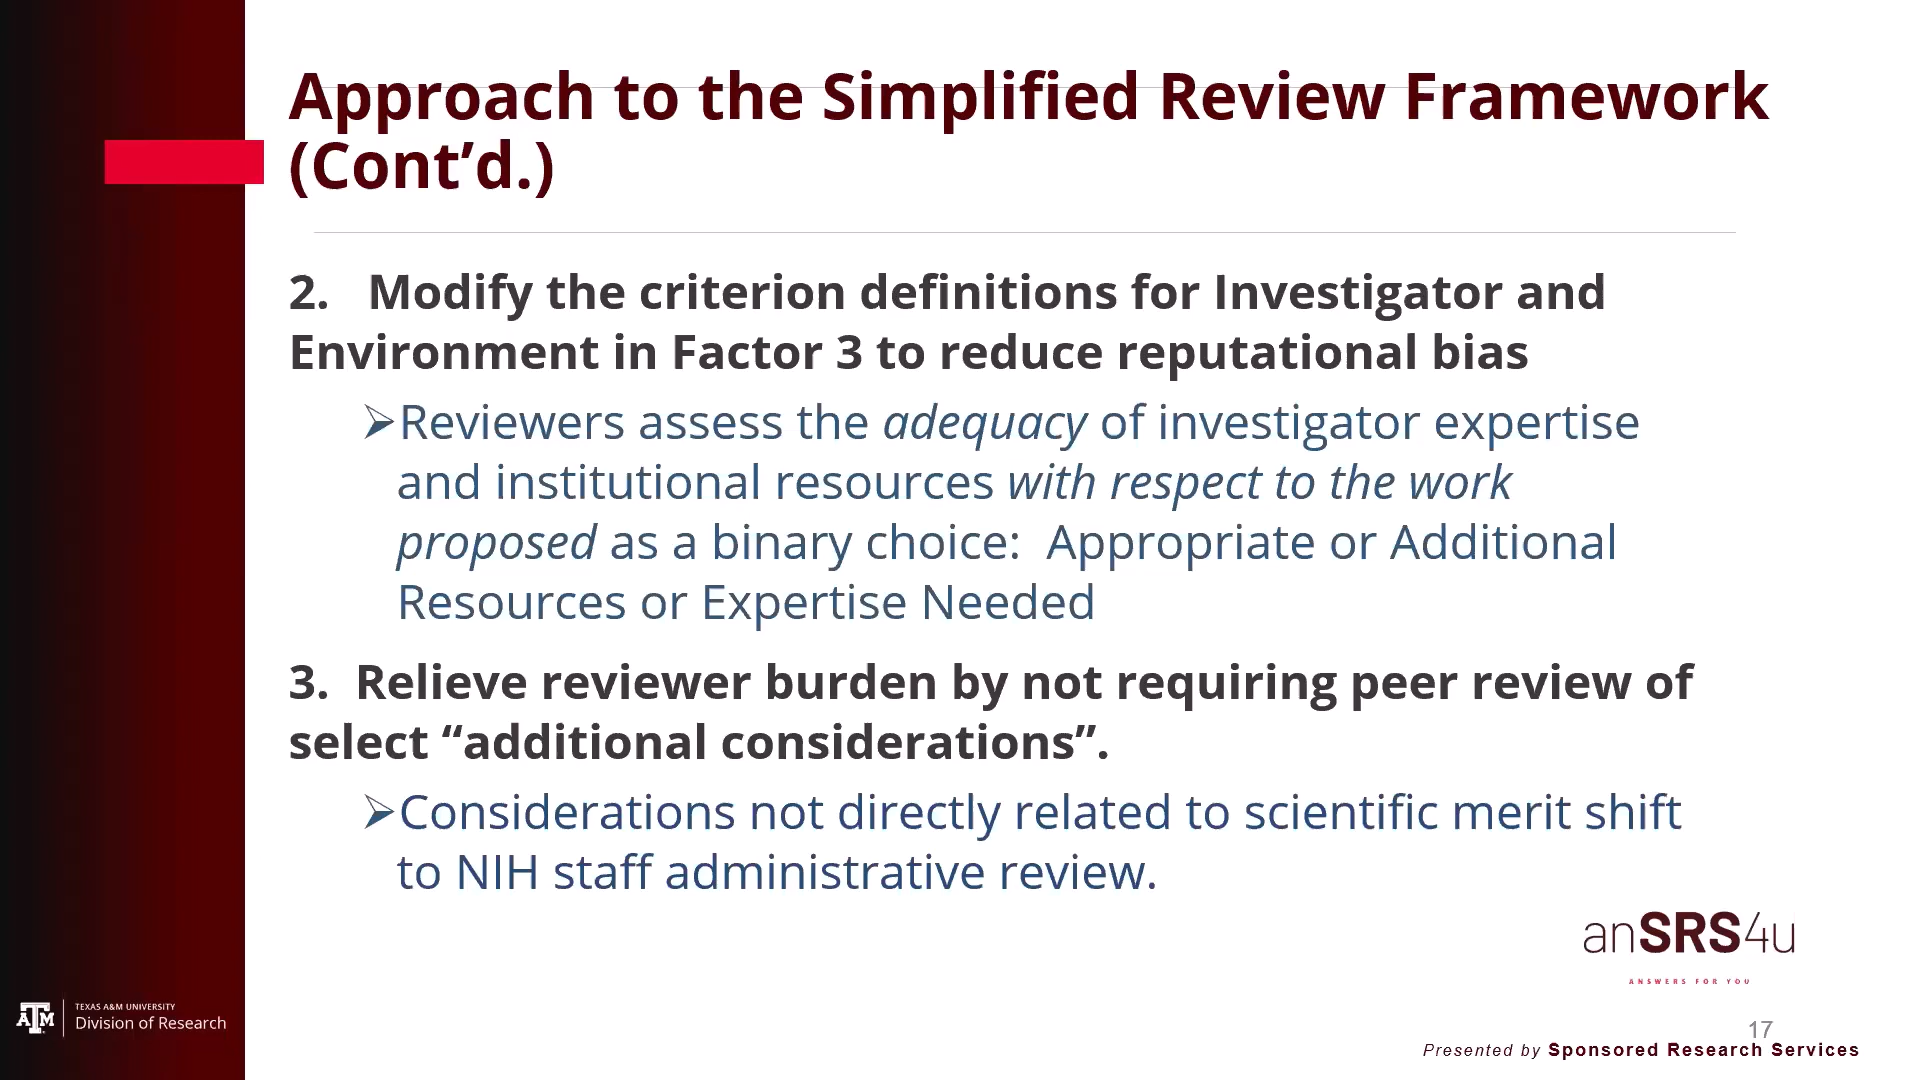 Approach to the Simplified Review Framework
(Cont’d.)
2. Modify the criterion definitions for Investigator and
Environment in Factor 3 to reduce reputational bias
➢Reviewers assess the adequacy of investigator expertise
and institutional resources with respect to the work
proposed as a binary choice: Appropriate or Additional
Resources or Expertise Needed
3. Relieve reviewer burden by not requiring peer review of
select “additional considerations”.
➢Considerations not directly related to scientific merit shift
to NIH staff administrative review.
anSRS4u
ANSWERS FOR YOU
ATM
TEXAS A&M UNIVERSITY
Division of Research
17
Presented by Sponsored Research Services